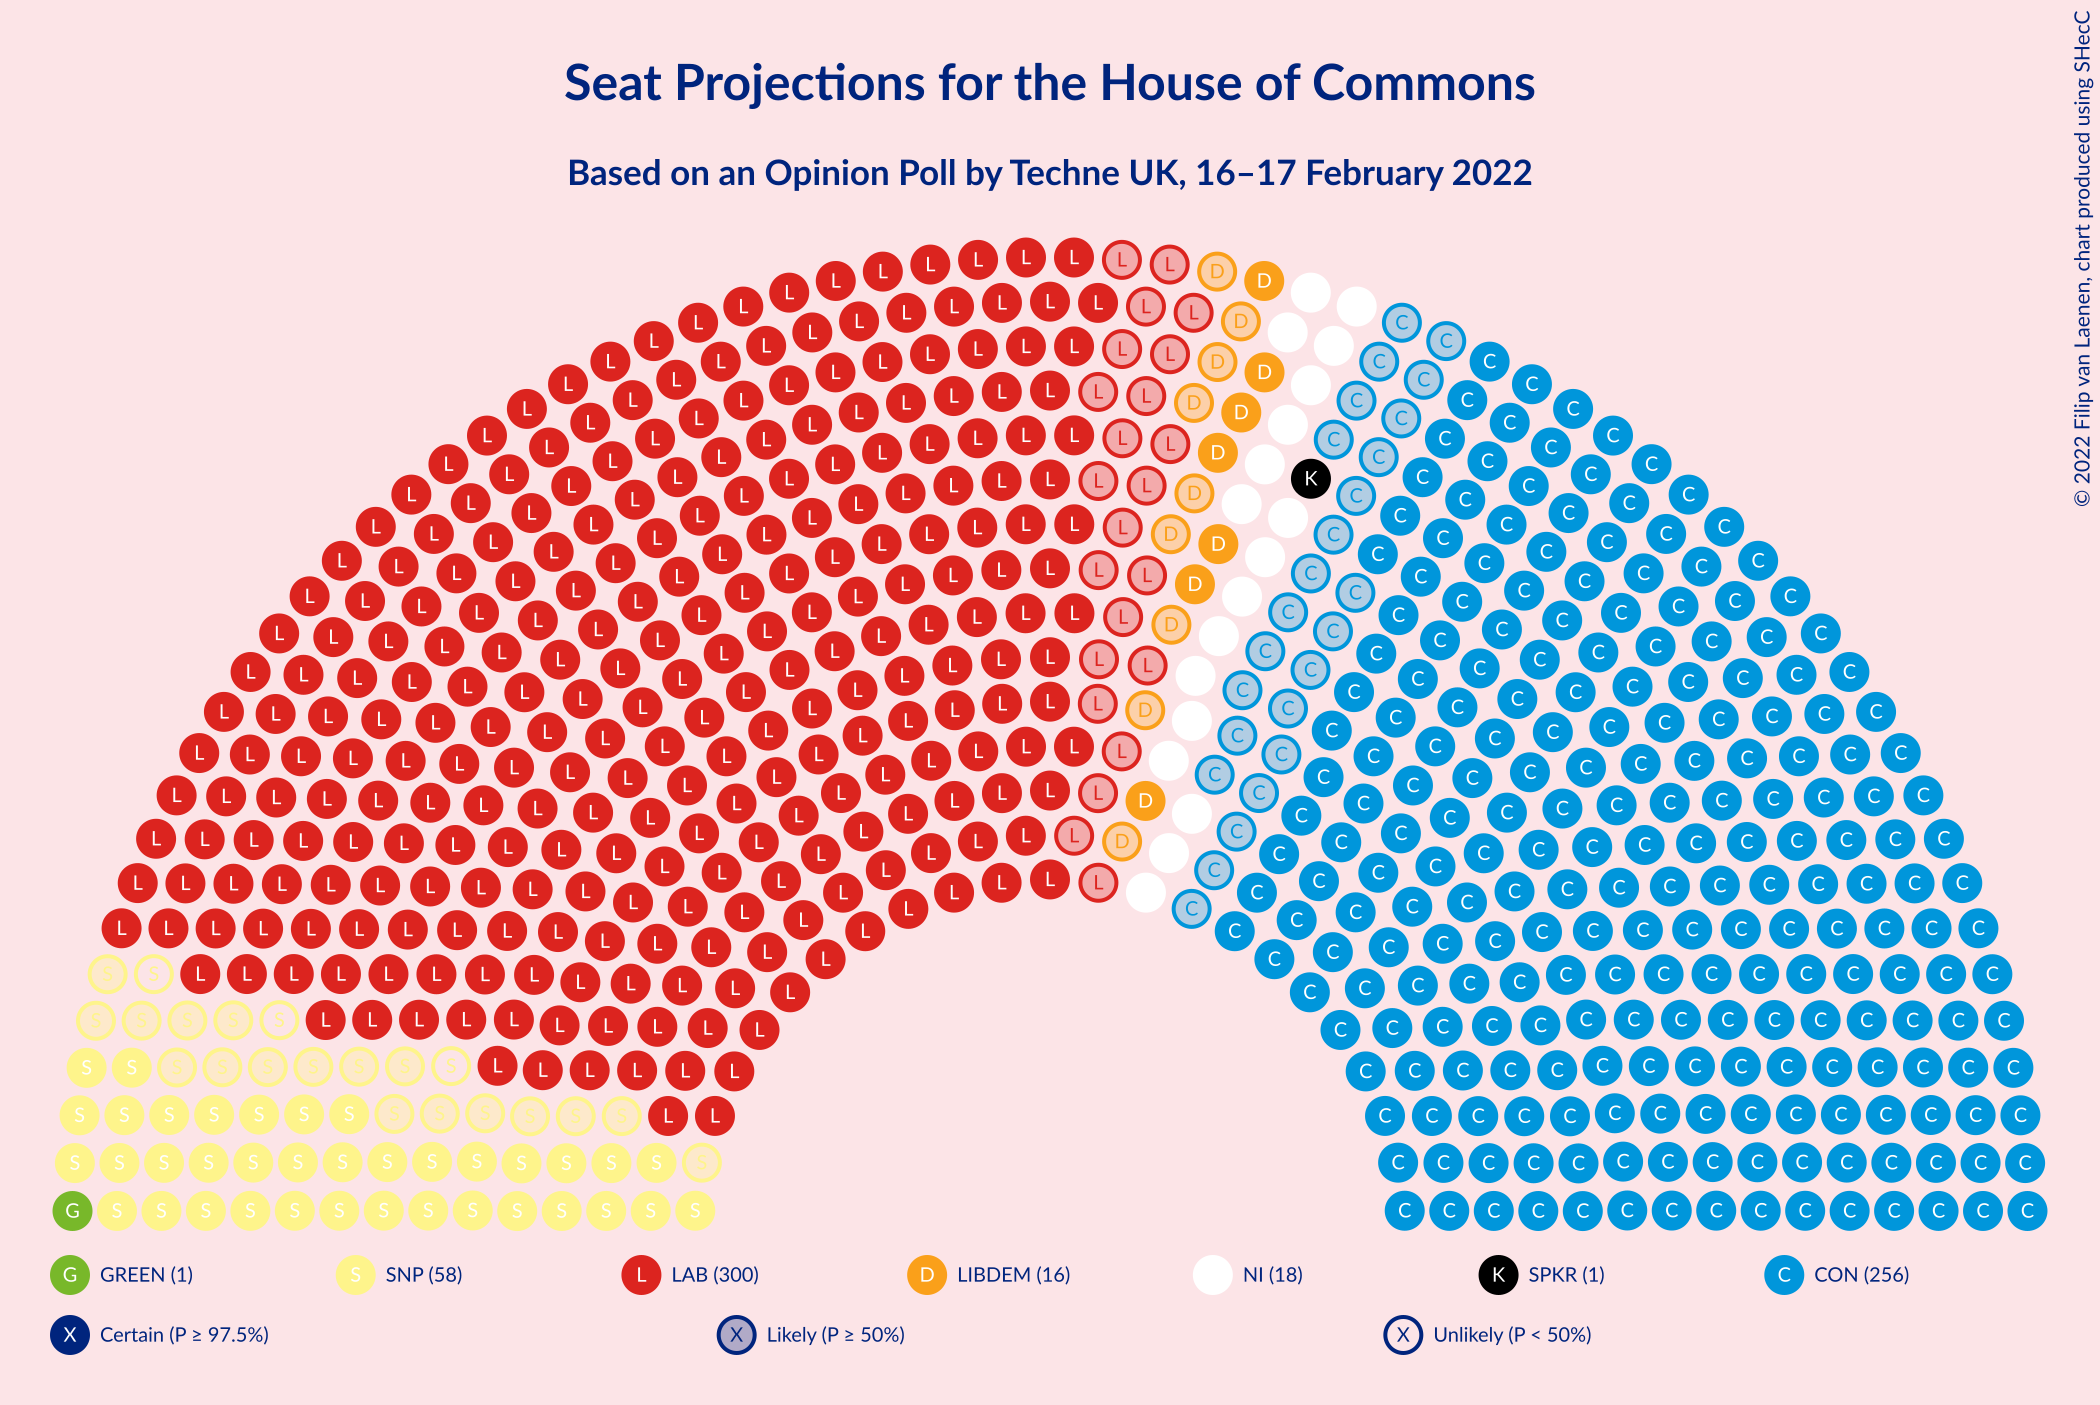 Seat Projections for the House of Commons
Based on an Opinion Poll by Techne UK, 16–17 February 2022
© 2022 Filip van Laenen, chart produced using SHecC
G GREEN (1)
S SNP (58)
L LAB (300)
D LIBDEM (16)
NI (18)
K SPKR (1)
C CON (256)
X Certain (P ≥ 97.5%)
X Likely (P ≥ 50%)
X Unlikely (P < 50%)